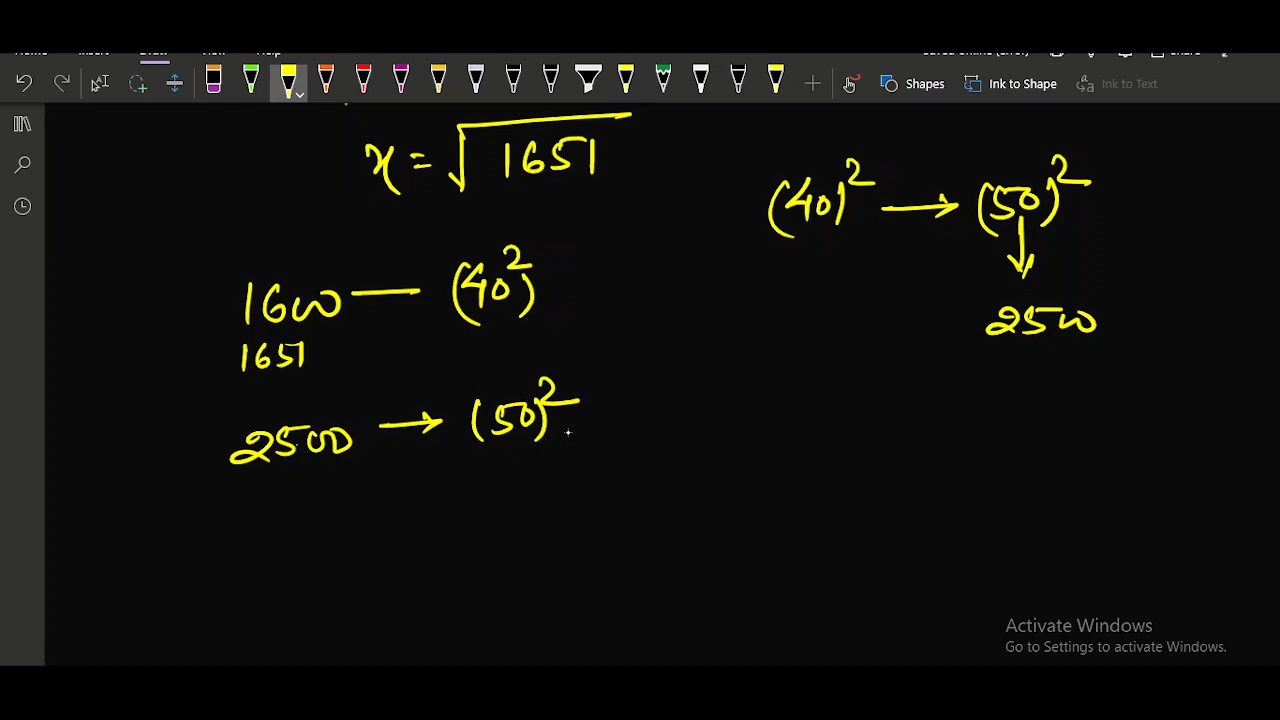 Shapes
Ink to Shape
Ink to Text
x = √1651
(40)² → (50)²
1600 — (40²)
2500
1651
2500 → (50)²
Activate Windows
Go to Settings to activate Windows.